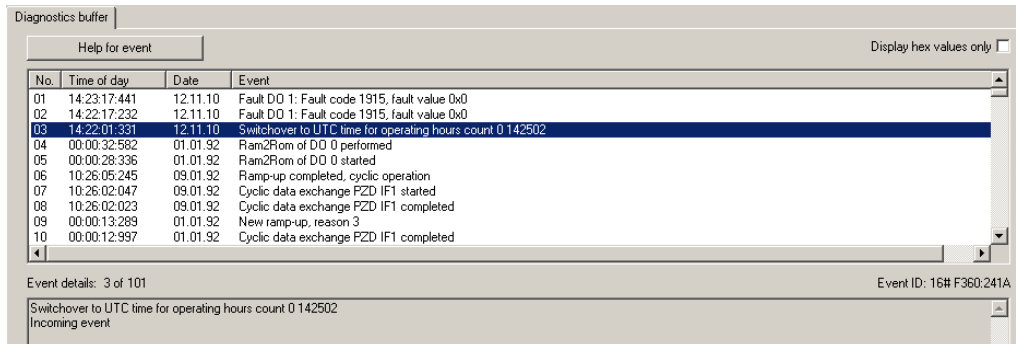 Diagnostics buffer
Help for event
Display hex values only
No. Time of day Date Event
01 14:23:17:441 12.11.10 Fault DO 1: Fault code 1915, fault value 0x0
02 14:22:17:232 12.11.10 Fault DO 1: Fault code 1915, fault value 0x0
03 14:22:01:331 12.11.10 Switchover to UTC time for operating hours count 0 142502
04 00:00:32:582 01.01.92 Ram2Rom of DO 0 performed
05 00:00:28:336 01.01.92 Ram2Rom of DO 0 started
06 10:26:05:245 09.01.92 Ramp-up completed, cyclic operation
07 10:26:02:047 09.01.92 Cyclic data exchange PZD IF1 started
08 10:26:02:023 09.01.92 Cyclic data exchange PZD IF1 completed
09 00:00:13:289 01.01.92 New ramp-up, reason 3
10 00:00:12:997 01.01.92 Cyclic data exchange PZD IF1 completed
Event details: 3 of 101 Event ID: 16# F360:241A
Switchover to UTC time for operating hours count 0 142502
Incoming event